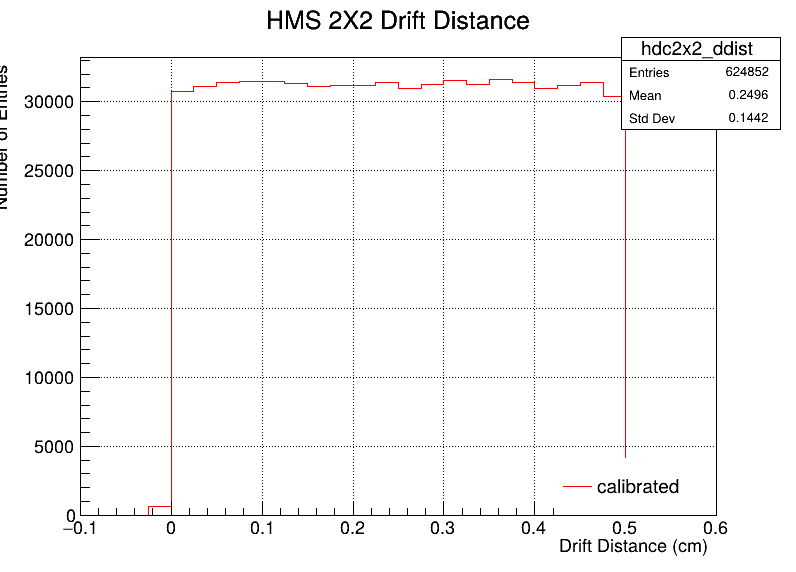 HMS 2X2 Drift Distance
hdc2x2_ddist
Entries 624852
Mean 0.2496
Std Dev 0.1442
Number of Entries
30000
25000
20000
15000
10000
5000
0
calibrated
−0.1 0 0.1 0.2 0.3 0.4 0.5 0.6
Drift Distance (cm)